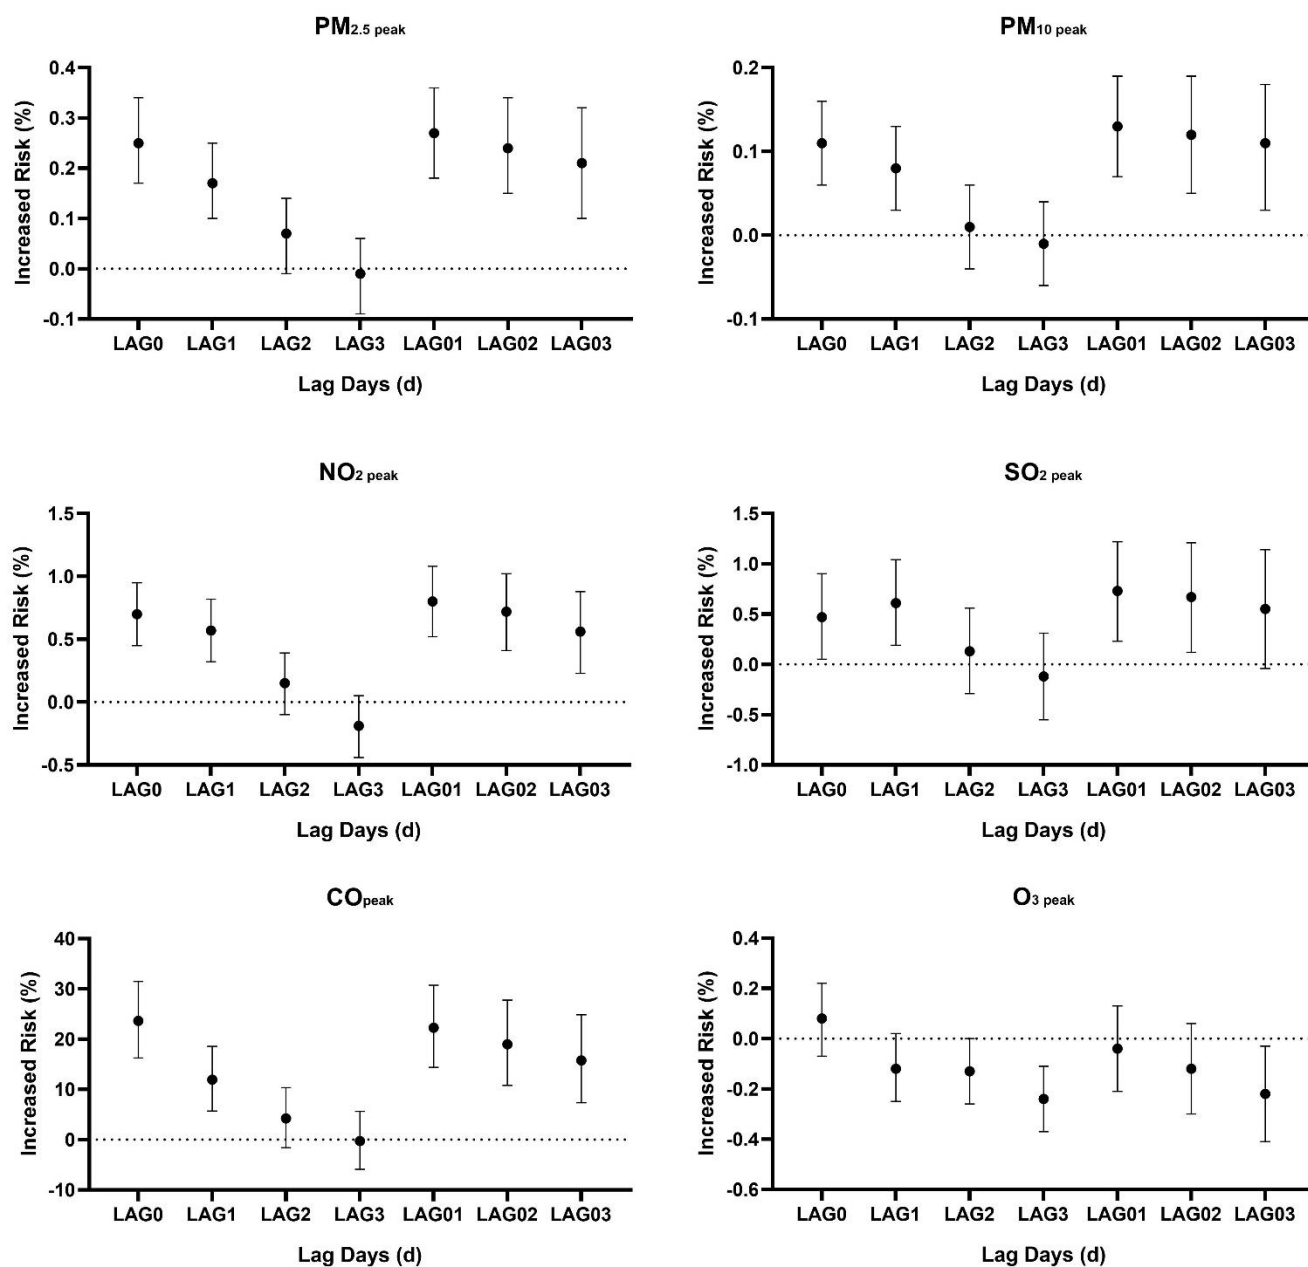 PM2.5 peak
Increased Risk (%)
0.4
0.3
0.2
0.1
0.0
-0.1
LAG0 LAG1 LAG2 LAG3 LAG01 LAG02 LAG03
Lag Days (d)
PM10 peak
Increased Risk (%)
0.2
0.1
0.0
-0.1
LAG0 LAG1 LAG2 LAG3 LAG01 LAG02 LAG03
Lag Days (d)
NO2 peak
Increased Risk (%)
1.5
1.0
0.5
0.0
-0.5
LAG0 LAG1 LAG2 LAG3 LAG01 LAG02 LAG03
Lag Days (d)
SO2 peak
Increased Risk (%)
1.5
1.0
0.5
0.0
-0.5
-1.0
LAG0 LAG1 LAG2 LAG3 LAG01 LAG02 LAG03
Lag Days (d)
COpeak
Increased Risk (%)
40
30
20
10
0
-10
LAG0 LAG1 LAG2 LAG3 LAG01 LAG02 LAG03
Lag Days (d)
O3 peak
Increased Risk (%)
0.4
0.2
0.0
-0.2
-0.4
-0.6
LAG0 LAG1 LAG2 LAG3 LAG01 LAG02 LAG03
Lag Days (d)